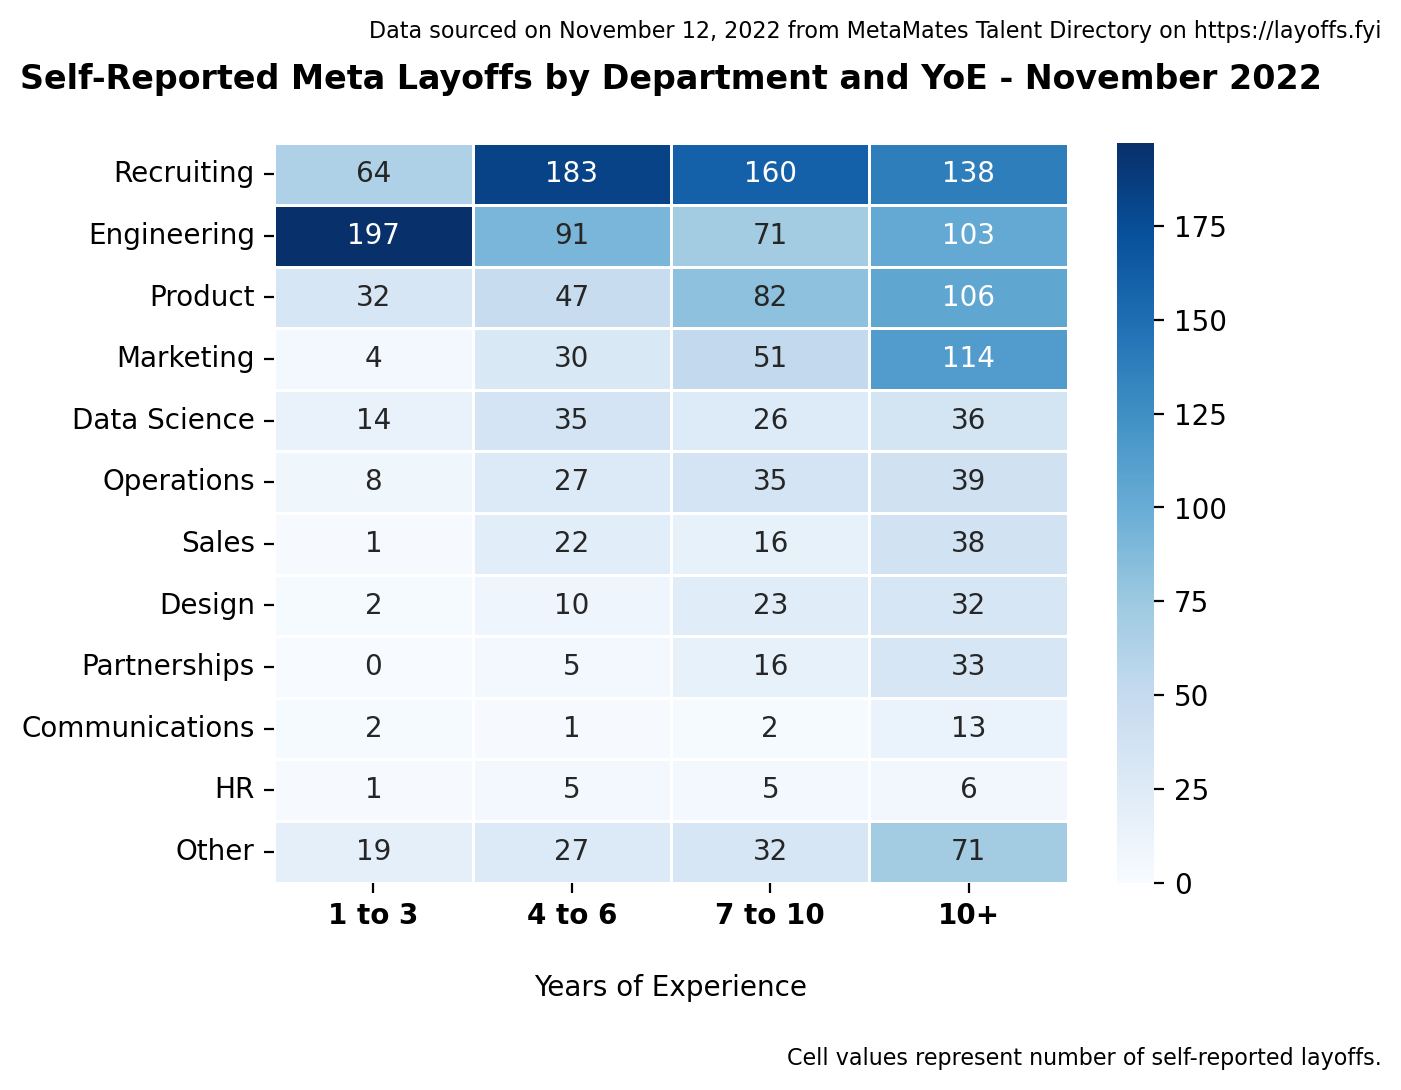 Data sourced on November 12, 2022 from MetaMates Talent Directory on https://layoffs.fyi
Self-Reported Meta Layoffs by Department and YoE - November 2022
Recruiting 64 183 160 138
Engineering 197 91 71 103
Product 32 47 82 106
Marketing 4 30 51 114
Data Science 14 35 26 36
Operations 8 27 35 39
Sales 1 22 16 38
Design 2 10 23 32
Partnerships 0 5 16 33
Communications 2 1 2 13
HR 1 5 5 6
Other 19 27 32 71
1 to 3 4 to 6 7 to 10 10+
Years of Experience
175
150
125
100
75
50
25
0
Cell values represent number of self-reported layoffs.